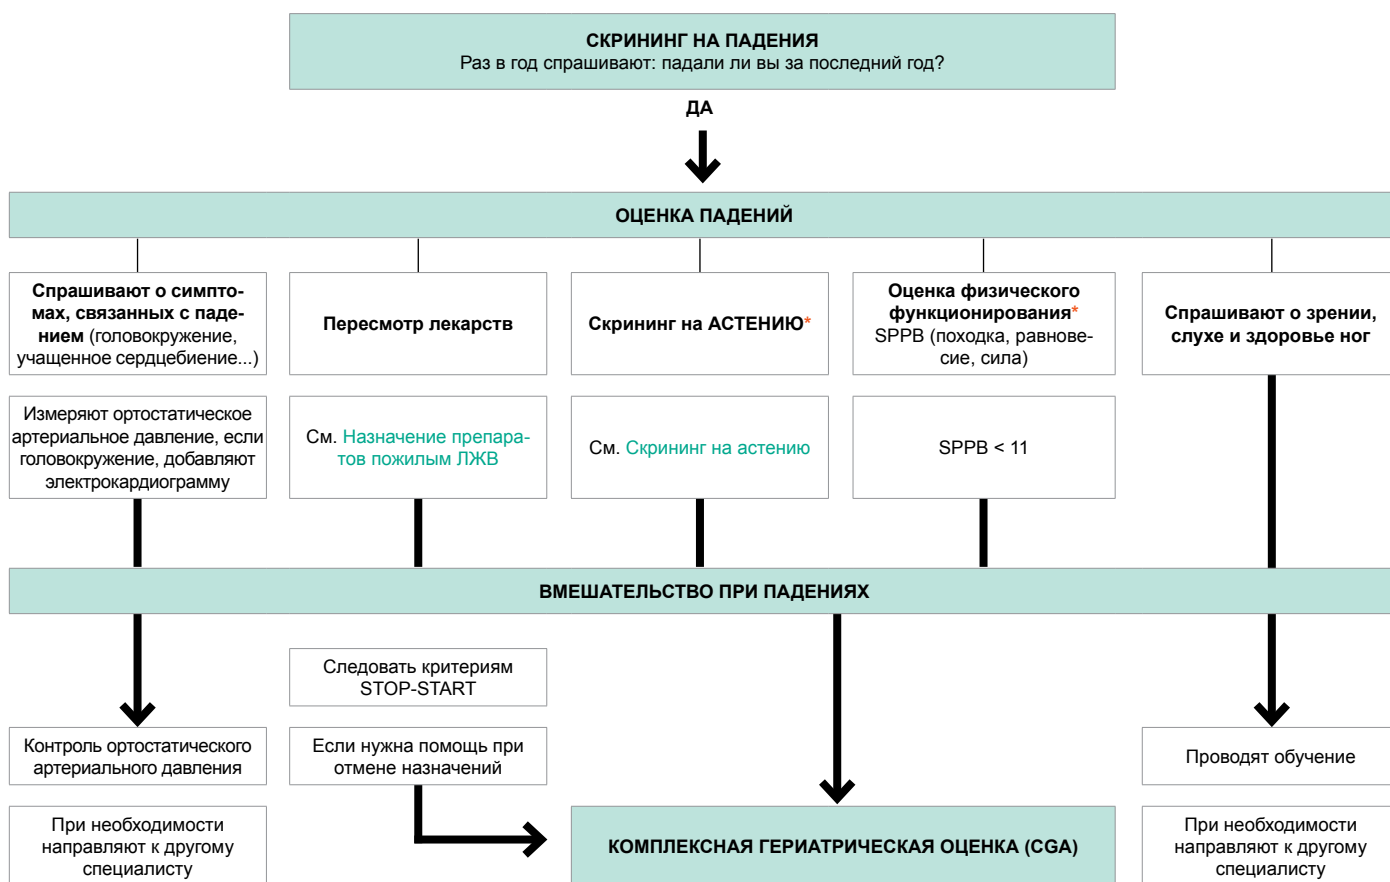 СКРИНИНГ НА ПАДЕНИЯ
Раз в год спрашивают: падали ли вы за последний год?
ДА
ОЦЕНКА ПАДЕНИЙ
Спрашивают о симпто-
мах, связанных с паде-
нием (головокружение,
учащенное сердцебиение...)
Пересмотр лекарств
Скрининг на АСТЕНИЮ*
Оценка физического
функционирования*
SPPB (походка, равнове-
сие, сила)
Спрашивают о зрении,
слухе и здоровье ног
Измеряют ортостатическое
артериальное давление, если
головокружение, добавляют
электрокардиограмму
См. Назначение препара-
тов пожилым ЛЖВ
См. Скрининг на астению
SPPB < 11
ВМЕШАТЕЛЬСТВО ПРИ ПАДЕНИЯХ
Следовать критериям
STOP-START
Контроль ортостатического
артериального давления
Если нужна помощь при
отмене назначений
Проводят обучение
При необходимости
направляют к другому
специалисту
КОМПЛЕКСНАЯ ГЕРИАТРИЧЕСКАЯ ОЦЕНКА (CGA)
При необходимости
направляют к другому
специалисту